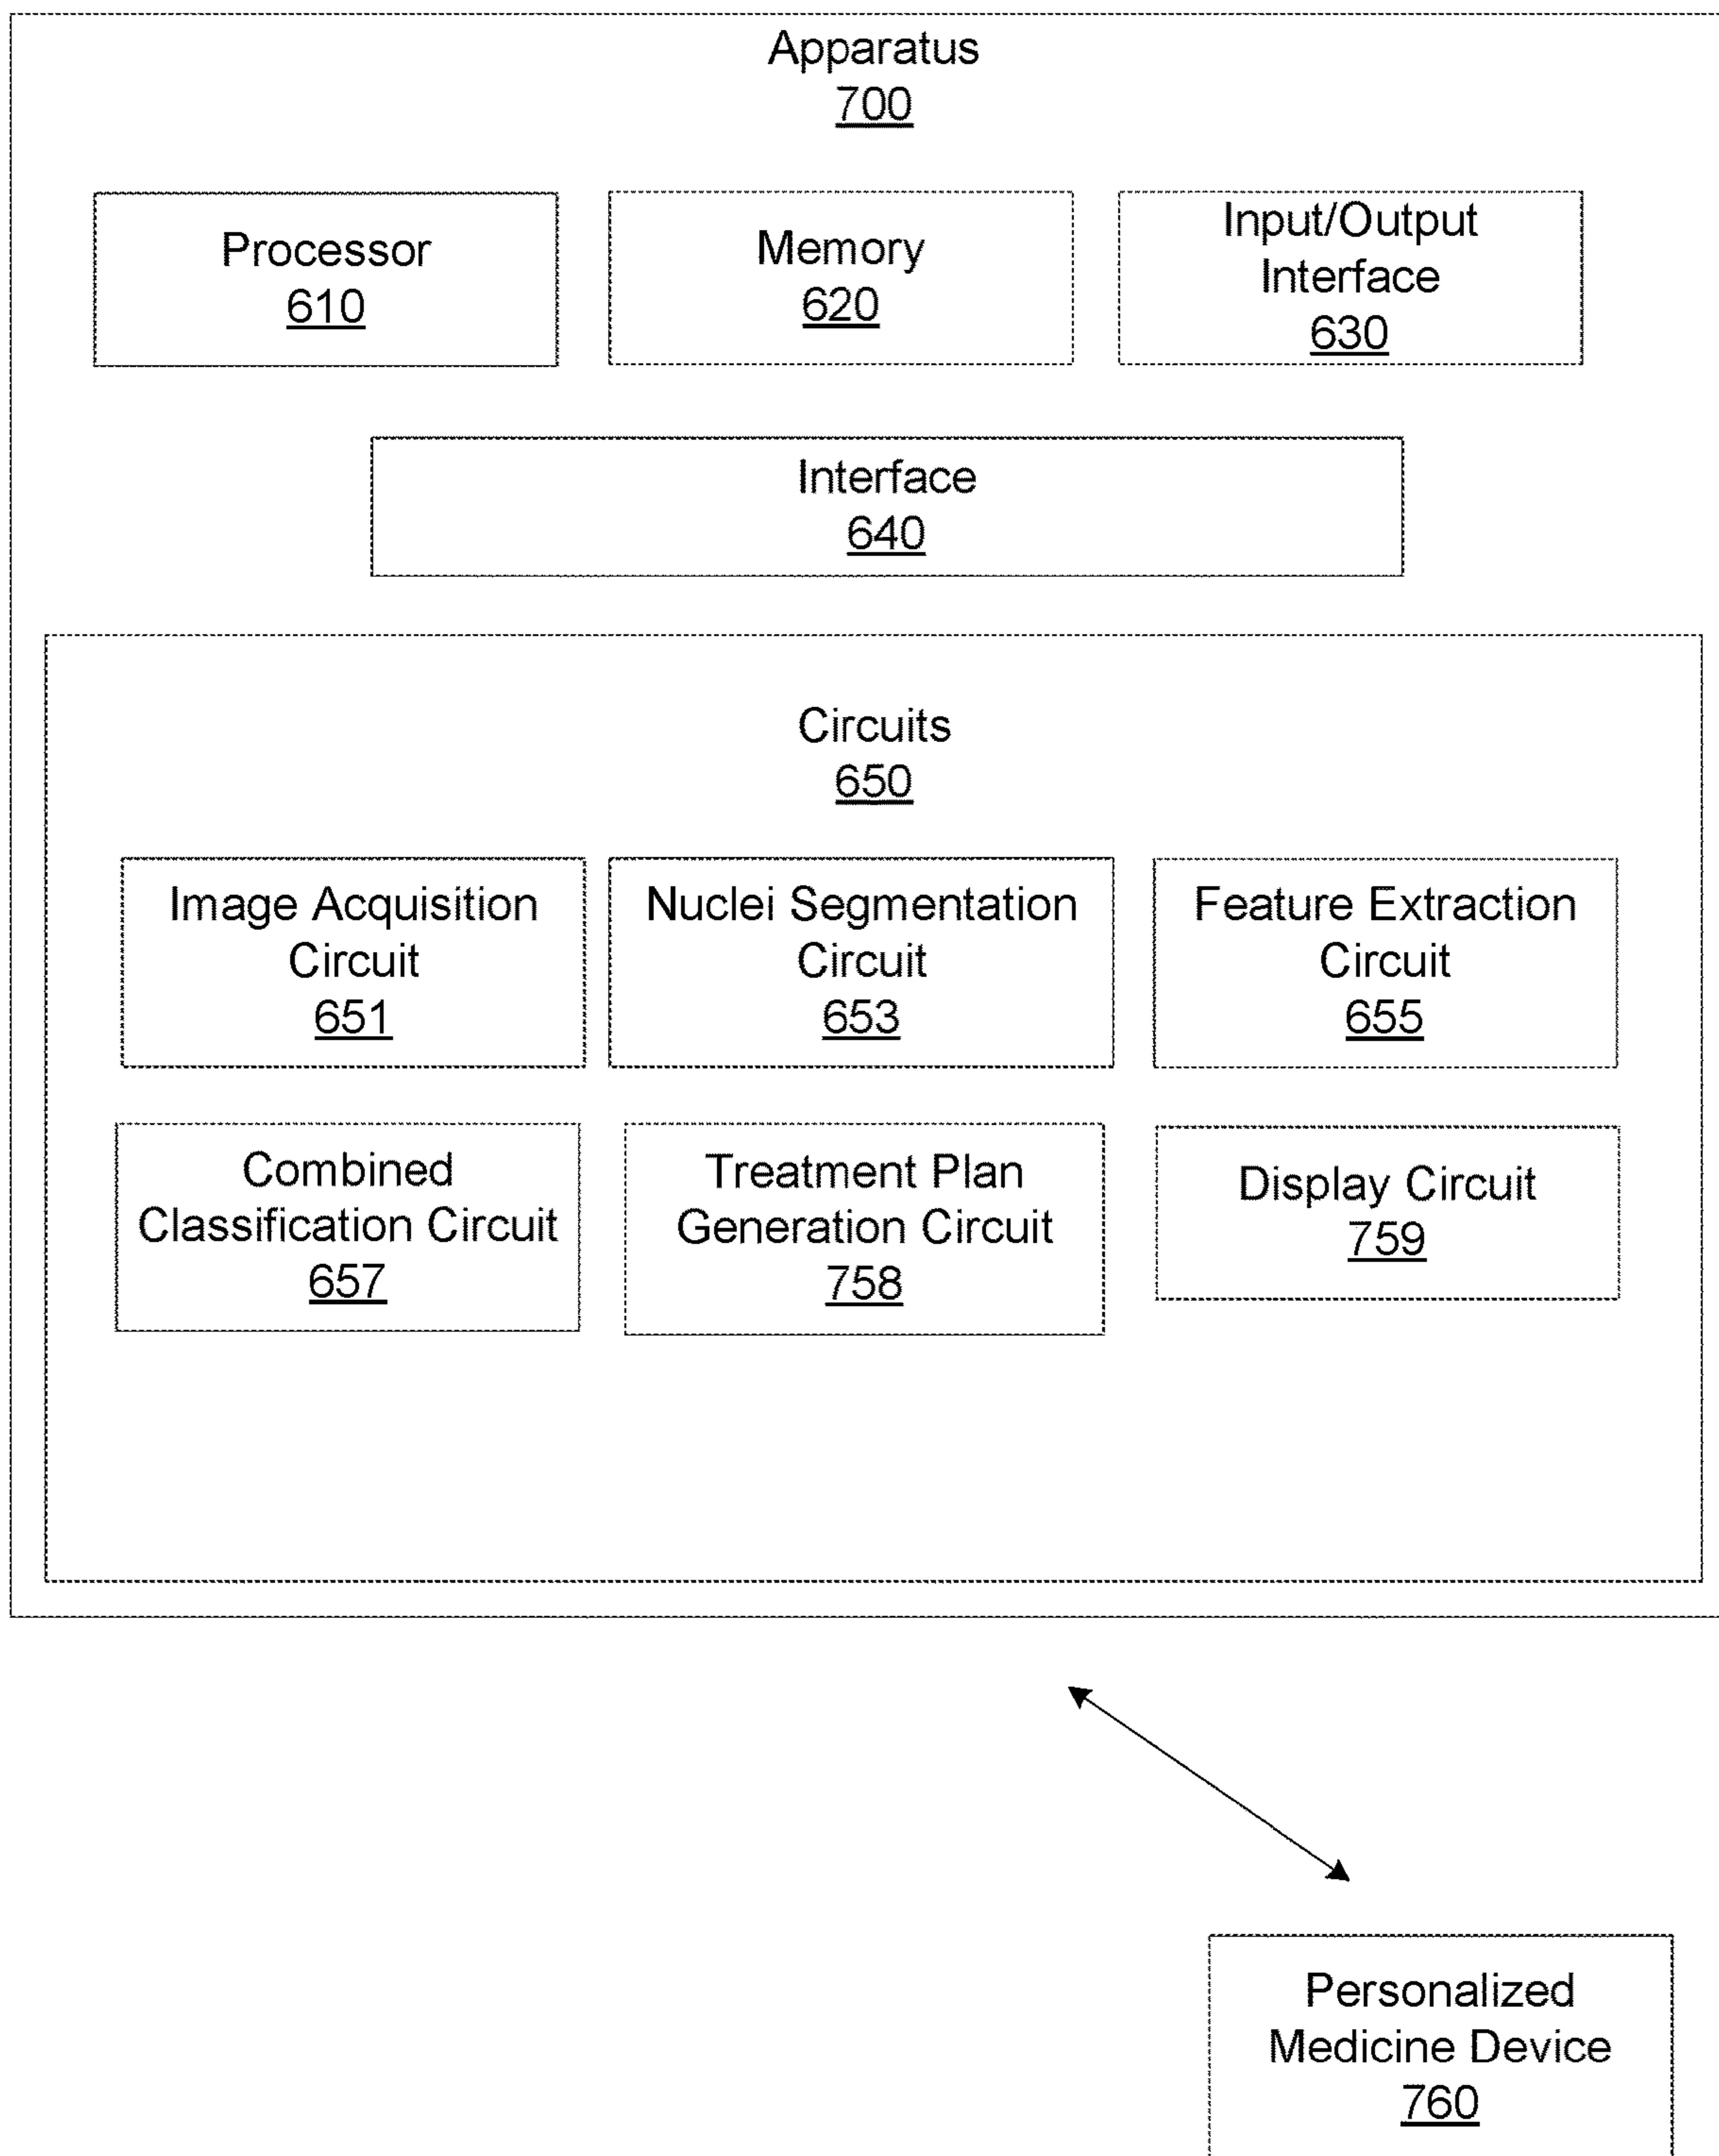 Apparatus
700
Processor
610
Memory
620
Input/Output
Interface
630
Interface
640
Circuits
650
Image Acquisition
Circuit
651
Nuclei Segmentation
Circuit
653
Feature Extraction
Circuit
655
Combined
Classification Circuit
657
Treatment Plan
Generation Circuit
758
Display Circuit
759
Personalized
Medicine Device
760